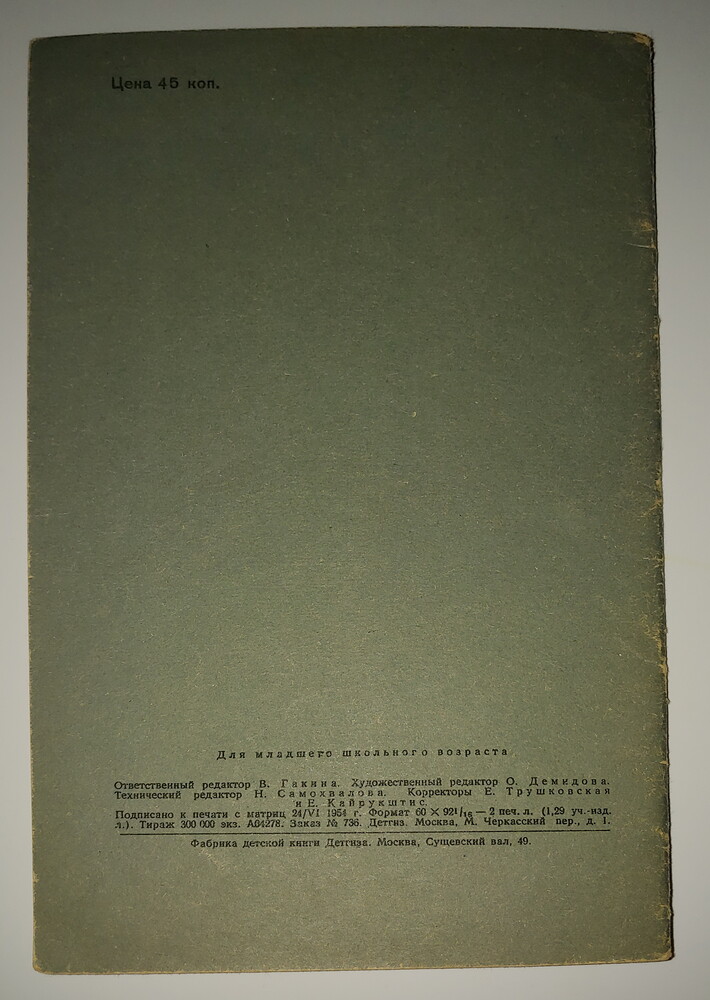 Цена 45 коп.
Для младшего школьного возраста
Ответственный редактор В. Гакина. Художественный редактор О. Демидова.
Технический редактор Н. Самохвалова. Корректоры Е. Трушковская
и Е. Кайрукштис.
Подписано к печати с матриц 24/VI 1954 г. Формат 60 × 92 1/16 — 2 печ. л. (1,29 уч.-изд.
л.). Тираж 300 000 экз. А04278. Заказ № 736. Детгиз. Москва, М. Черкасский пер., д. 1.
Фабрика детской книги Детгиза. Москва, Сущевский вал, 49.